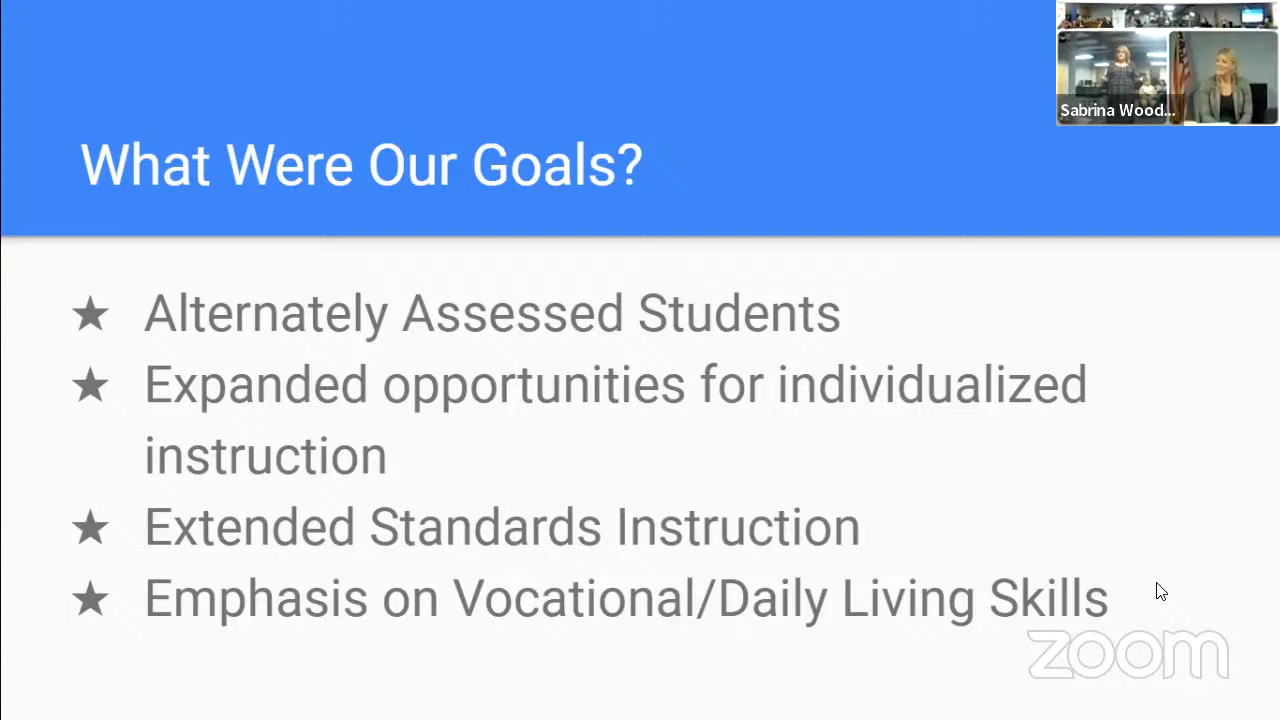 Sabrina Wood...
What Were Our Goals?
★ Alternately Assessed Students
★ Expanded opportunities for individualized
instruction
★ Extended Standards Instruction
★ Emphasis on Vocational/Daily Living Skills
zoom